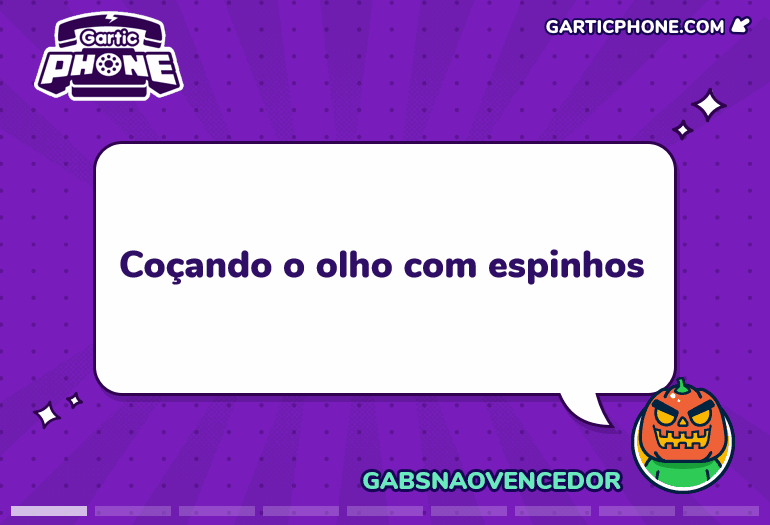 Gartic
PHONE
GARTICPHONE.COM
Coçando o olho com espinhos
GABSNAOVENCEDOR